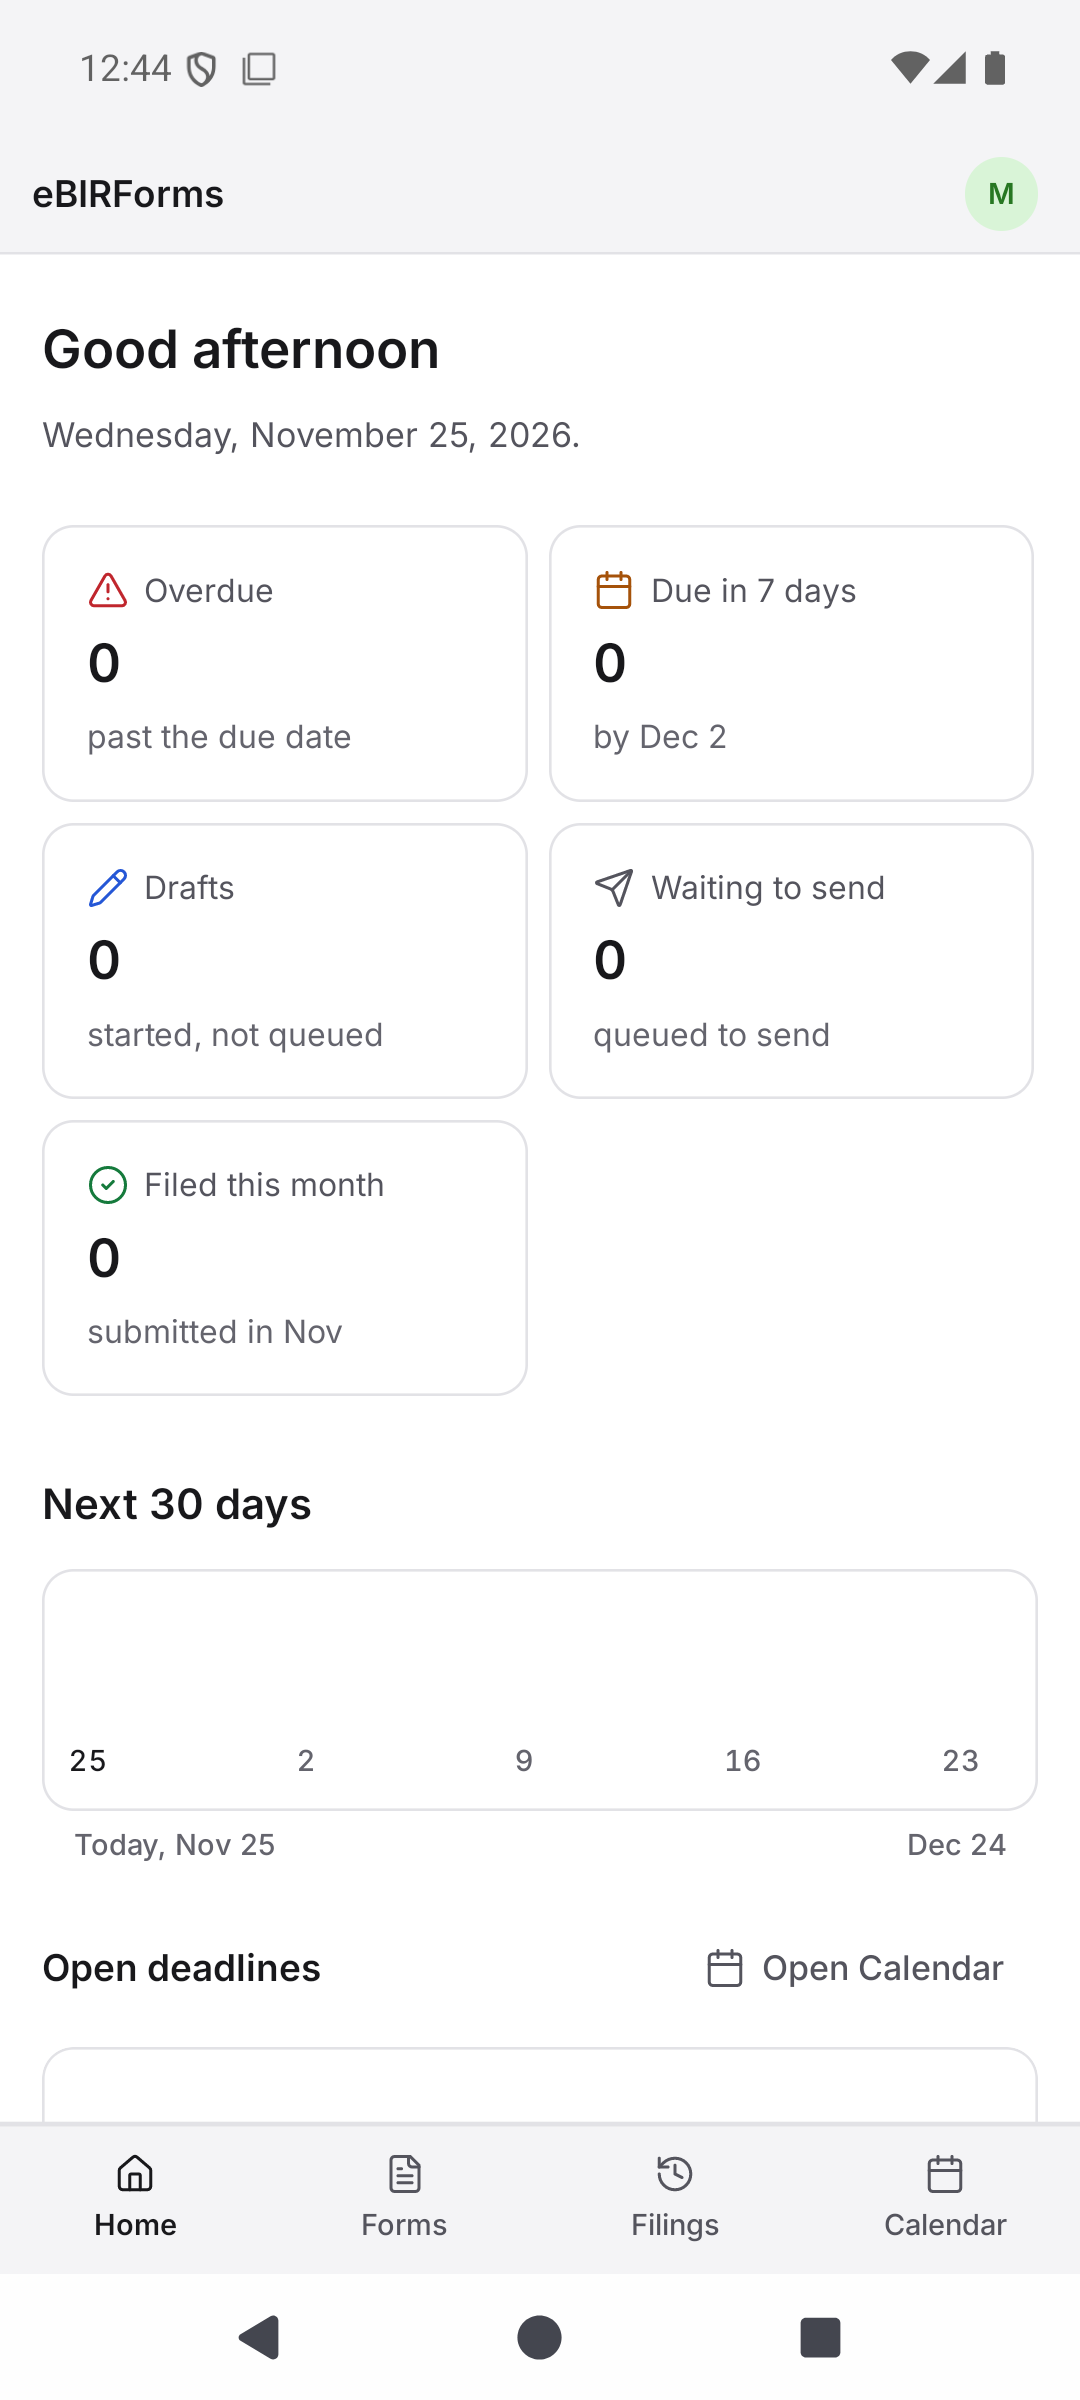 12:44
eBIRForms
M
Good afternoon
Wednesday, November 25, 2026.
Overdue
0
past the due date
Due in 7 days
0
by Dec 2
Drafts
0
started, not queued
Waiting to send
0
queued to send
Filed this month
0
submitted in Nov
Next 30 days
25 2 9 16 23
Today, Nov 25 Dec 24
Open deadlines Open Calendar
Home Forms Filings Calendar